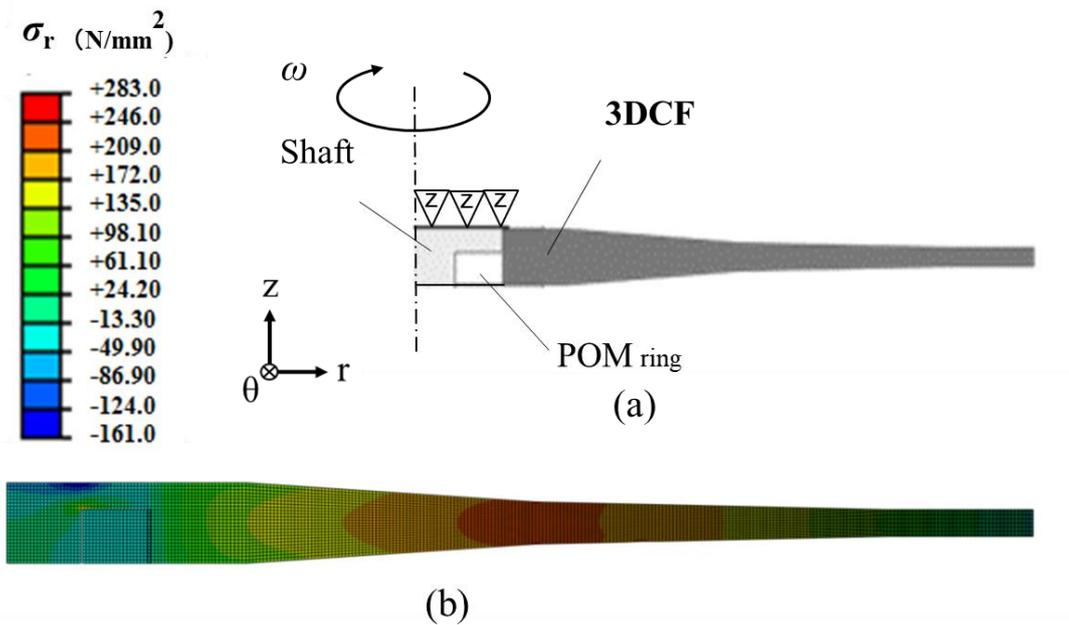 σr (N/mm2)
+283.0
+246.0
+209.0
+172.0
+135.0
+98.10
+61.10
+24.20
-13.30
-49.90
-86.90
-124.0
-161.0
ω
Shaft
3DCF
Z Z Z
z
θ
r
POM ring
(a)
(b)